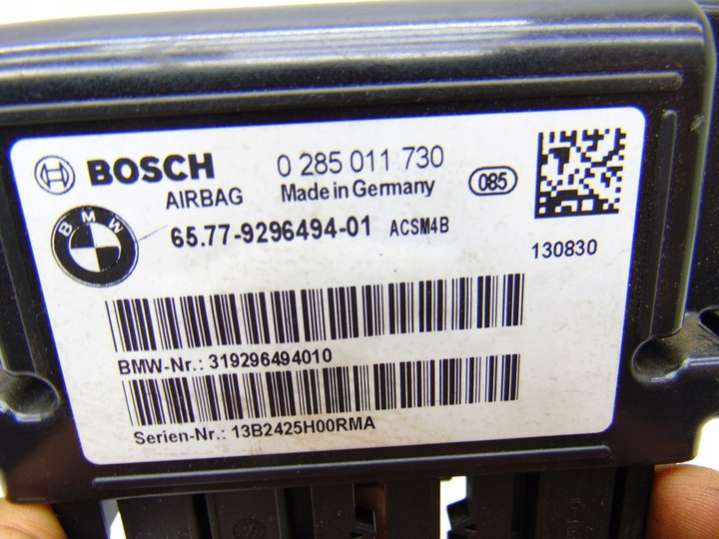 BOSCH 0 285 011 730
AIRBAG Made in Germany 085
BMW 65.77-9296494-01 ACSM4B
130830
BMW-Nr.: 319296494010
Serien-Nr.: 13B2425H00RMA